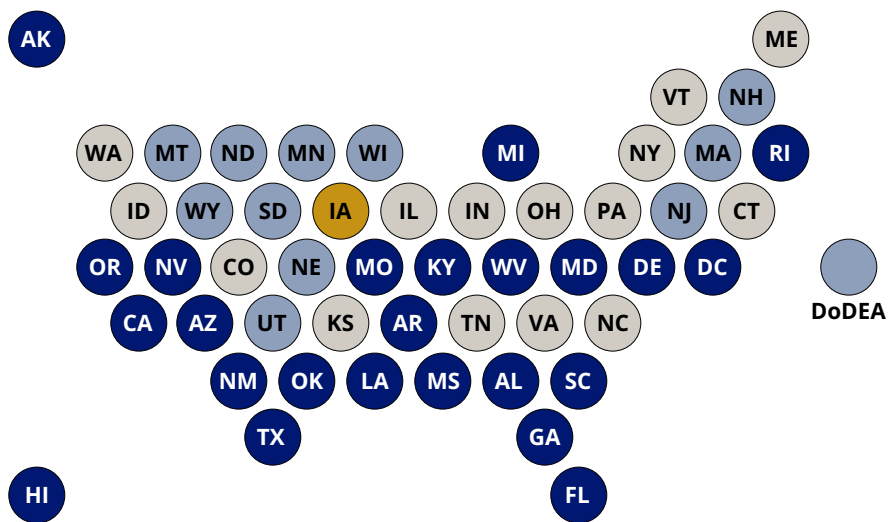 AK ME
VT NH
WA MT ND MN WI MI NY MA RI
ID WY SD IA IL IN OH PA NJ CT
OR NV CO NE MO KY WV MD DE DC
DoDEA
CA AZ UT KS AR TN VA NC
NM OK LA MS AL SC
TX GA
HI FL